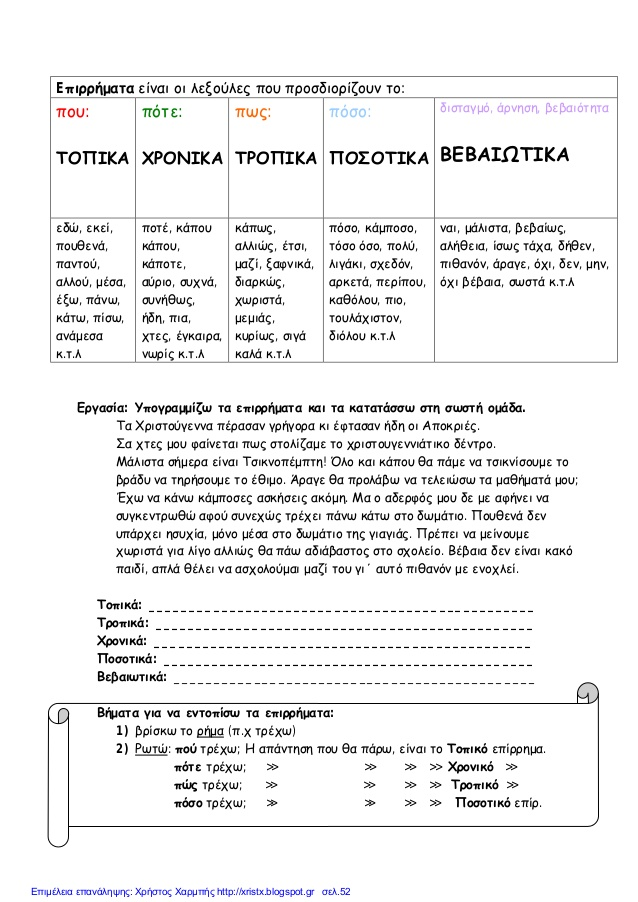 Επιρρήματα είναι οι λεξούλες που προσδιορίζουν το:
που:
ΤΟΠΙΚΑ
πότε:
ΧΡΟΝΙΚΑ
πως:
ΤΡΟΠΙΚΑ
πόσο:
ΠΟΣΟΤΙΚΑ
δισταγμό, άρνηση, βεβαιότητα
ΒΕΒΑΙΩΤΙΚΑ
εδώ, εκεί,
πουθενά,
παντού,
αλλού, μέσα,
έξω, πάνω,
κάτω, πίσω,
ανάμεσα
κ.τ.λ
ποτέ, κάπου
κάπου,
κάποτε,
αύριο, συχνά,
συνήθως,
ήδη, πια,
χτες, έγκαιρα,
νωρίς κ.τ.λ
κάπως,
αλλιώς, έτσι,
μαζί, ξαφνικά,
διαρκώς,
χωριστά,
μεμιάς,
κυρίως, σιγά
καλά κ.τ.λ
πόσο, κάμποσο,
τόσο όσο, πολύ,
λιγάκι, σχεδόν,
αρκετά, περίπου,
καθόλου, πιο,
τουλάχιστον,
διόλου κ.τ.λ
ναι, μάλιστα, βεβαίως,
αλήθεια, ίσως τάχα, δήθεν,
πιθανόν, άραγε, όχι, δεν, μην,
όχι βέβαια, σωστά κ.τ.λ
Εργασία: Υπογραμμίζω τα επιρρήματα και τα κατατάσσω στη σωστή ομάδα.
Τα Χριστούγεννα πέρασαν γρήγορα κι έφτασαν ήδη οι Αποκριές.
Σα χτες μου φαίνεται πως στολίζαμε το χριστουγεννιάτικο δέντρο.
Μάλιστα σήμερα είναι Τσικνοπέμπτη! Όλο και κάπου θα πάμε να τσικνίσουμε το
βράδυ να τηρήσουμε το έθιμο. Άραγε θα προλάβω να τελειώσω τα μαθήματά μου;
Έχω να κάνω κάμποσες ασκήσεις ακόμη. Μα ο αδερφός μου δε με αφήνει να
συγκεντρωθώ αφού συνεχώς τρέχει πάνω κάτω στο δωμάτιο. Πουθενά δεν
υπάρχει ησυχία, μόνο μέσα στο δωμάτιο της γιαγιάς. Πρέπει να μείνουμε
χωριστά για λίγο αλλιώς θα πάω αδιάβαστος στο σχολείο. Βέβαια δεν είναι κακό
παιδί, απλά θέλει να ασχολούμαι μαζί του γι΄ αυτό πιθανόν με ενοχλεί.
Τοπικά: _ _ _ _ _ _ _ _ _ _ _ _ _ _ _ _ _ _ _ _
Τροπικά: _ _ _ _ _ _ _ _ _ _ _ _ _ _ _ _ _ _ _ _
Χρονικά: _ _ _ _ _ _ _ _ _ _ _ _ _ _ _ _ _ _ _ _
Ποσοτικά: _ _ _ _ _ _ _ _ _ _ _ _ _ _ _ _ _ _ _ _
Βεβαιωτικά: _ _ _ _ _ _ _ _ _ _ _ _ _ _ _ _ _ _ _ _
Βήματα για να εντοπίσω τα επιρρήματα:
1) βρίσκω το ρήμα (π.χ τρέχω)
2) Ρωτώ: πού τρέχω; Η απάντηση που θα πάρω, είναι το Τοπικό επίρρημα.
πότε τρέχω; >> >> >> >> Χρονικό >>
πώς τρέχω; >> >> >> >> Τροπικό >>
πόσο τρέχω; >> >> >> >> Ποσοτικό επίρ.
Επιμέλεια επανάληψης: Χρήστος Χαρμπής http://xristx.blogspot.gr σελ.52